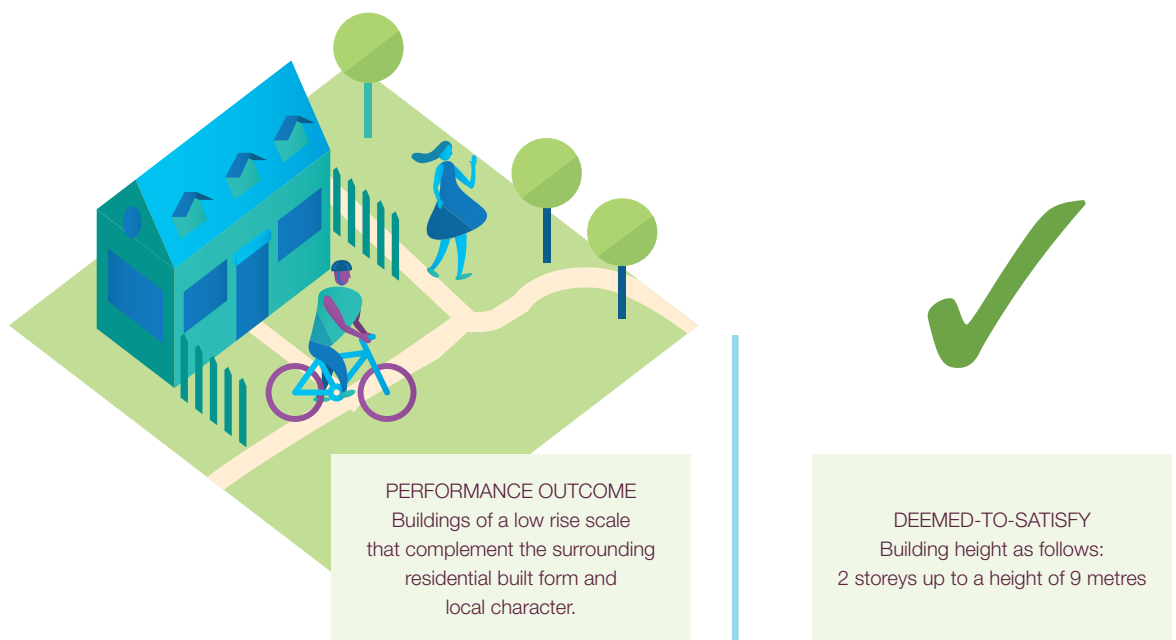 PERFORMANCE OUTCOME
Buildings of a low rise scale
that complement the surrounding
residential built form and
local character.
DEEMED-TO-SATISFY
Building height as follows:
2 storeys up to a height of 9 metres